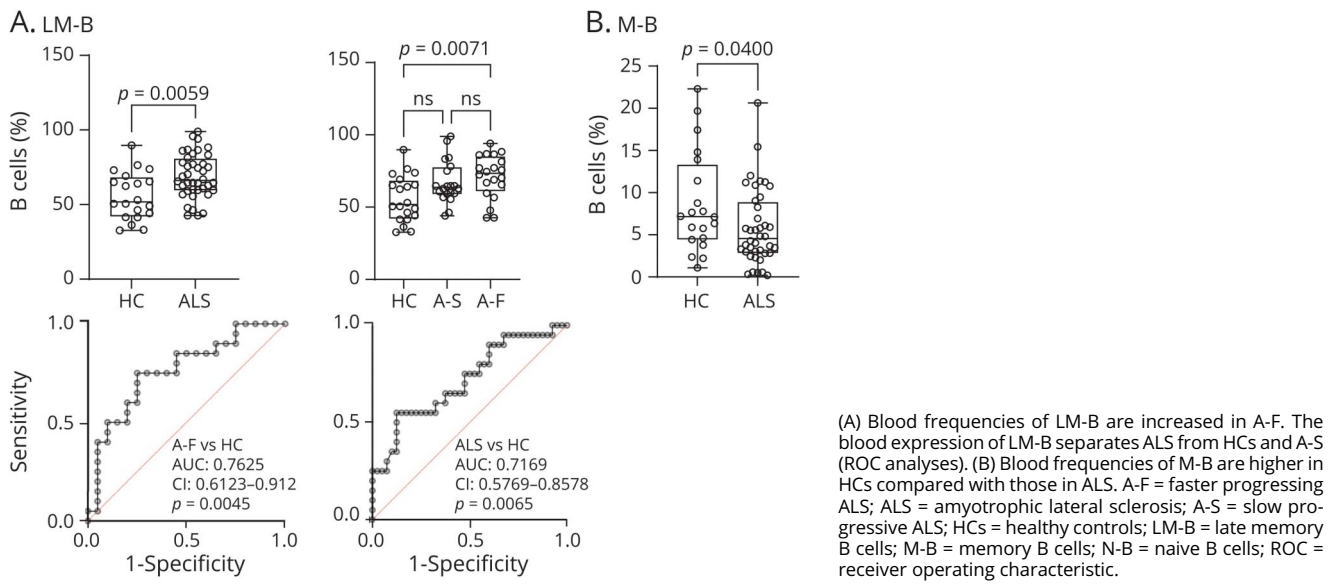 A. LM-B
B cells (%)
150
100
50
0
p = 0.0059
HC
ALS
B cells (%)
150
100
50
0
p = 0.0071
ns
ns
HC
A-S
A-F
B. M-B
B cells (%)
25
20
15
10
5
0
p = 0.0400
HC
ALS
Sensitivity
1.0
0.5
0.0
A-F vs HC
AUC: 0.7625
CI: 0.6123–0.912
p = 0.0045
0.0
0.5
1.0
1-Specificity
1.0
0.5
0.0
ALS vs HC
AUC: 0.7169
CI: 0.5769–0.8578
p = 0.0065
0.0
0.5
1.0
1-Specificity
(A) Blood frequencies of LM-B are increased in A-F. The
blood expression of LM-B separates ALS from HCs and A-S
(ROC analyses). (B) Blood frequencies of M-B are higher in
HCs compared with those in ALS. A-F = faster progressing
ALS; ALS = amyotrophic lateral sclerosis; A-S = slow pro-
gressive ALS; HCs = healthy controls; LM-B = late memory
B cells; M-B = memory B cells; N-B = naive B cells; ROC =
receiver operating characteristic.